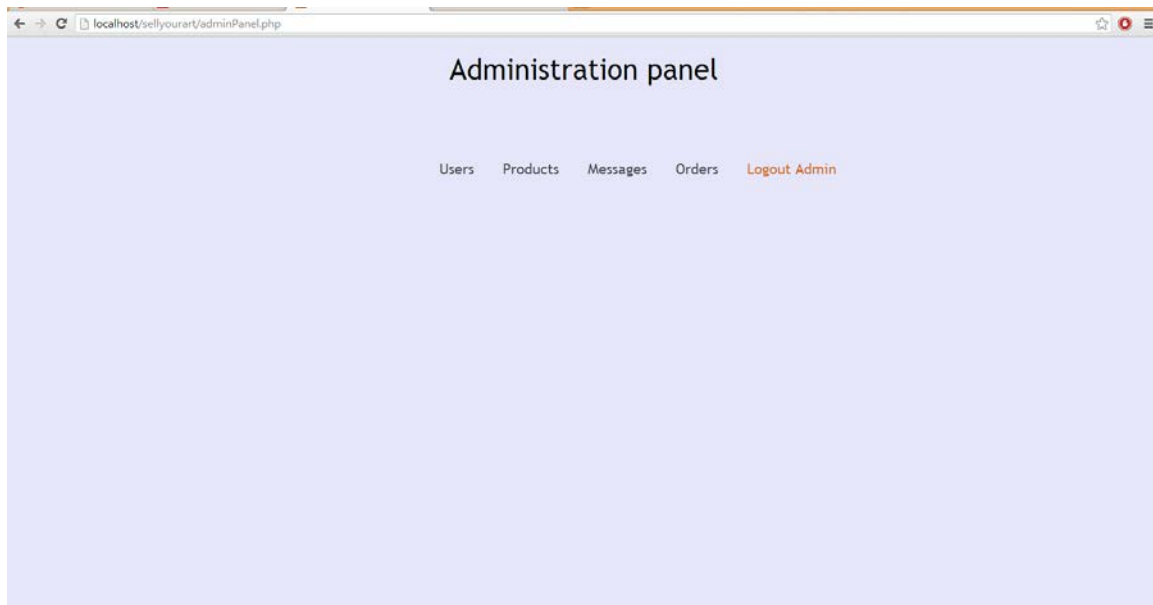 localhost/sellyourart/adminPanel.php
Administration panel
Users Products Messages Orders Logout Admin